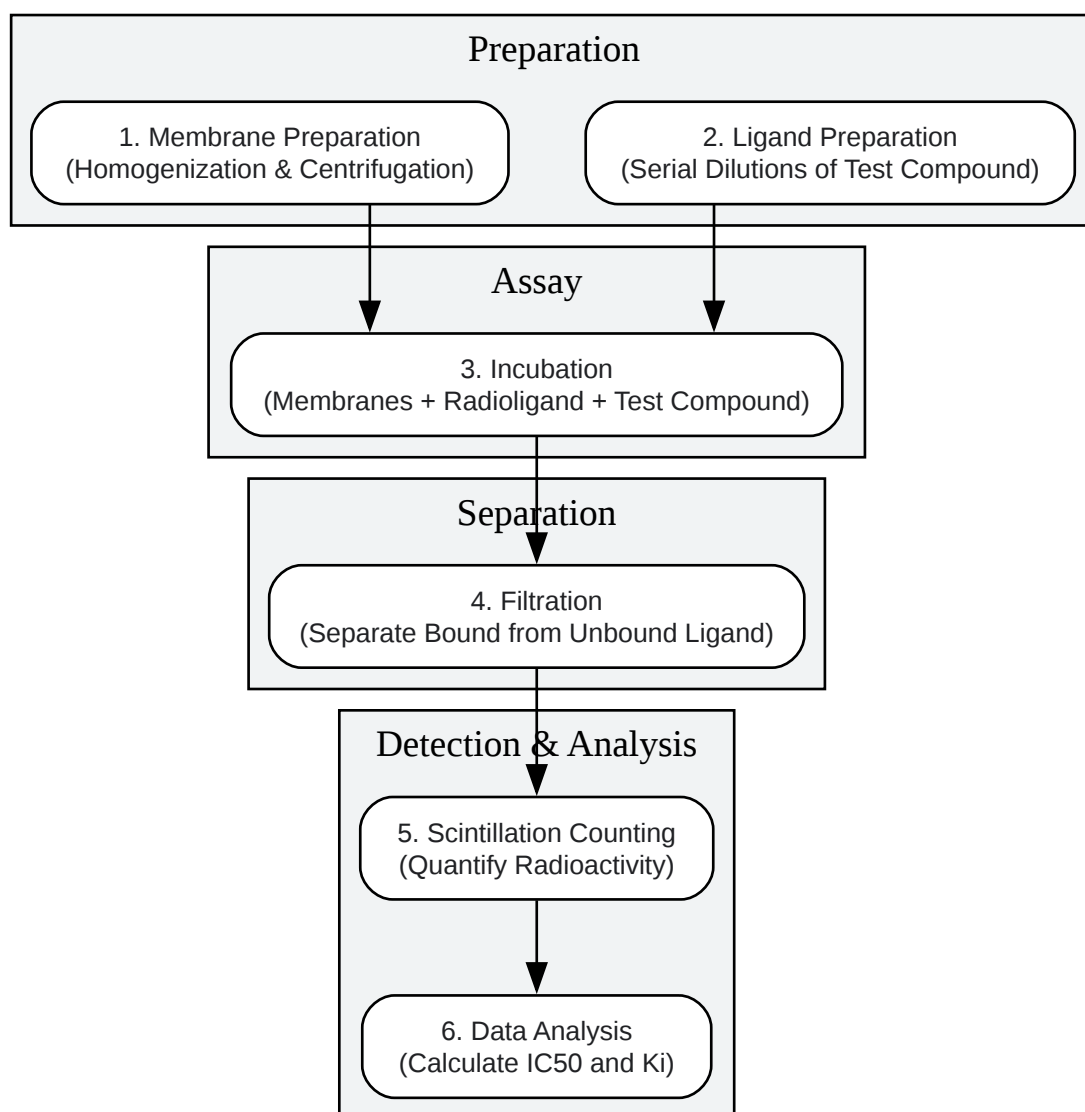 Preparation
1. Membrane Preparation
(Homogenization & Centrifugation)
2. Ligand Preparation
(Serial Dilutions of Test Compound)
Assay
3. Incubation
(Membranes + Radioligand + Test Compound)
Separation
4. Filtration
(Separate Bound from Unbound Ligand)
Detection & Analysis
5. Scintillation Counting
(Quantify Radioactivity)
6. Data Analysis
(Calculate IC50 and Ki)